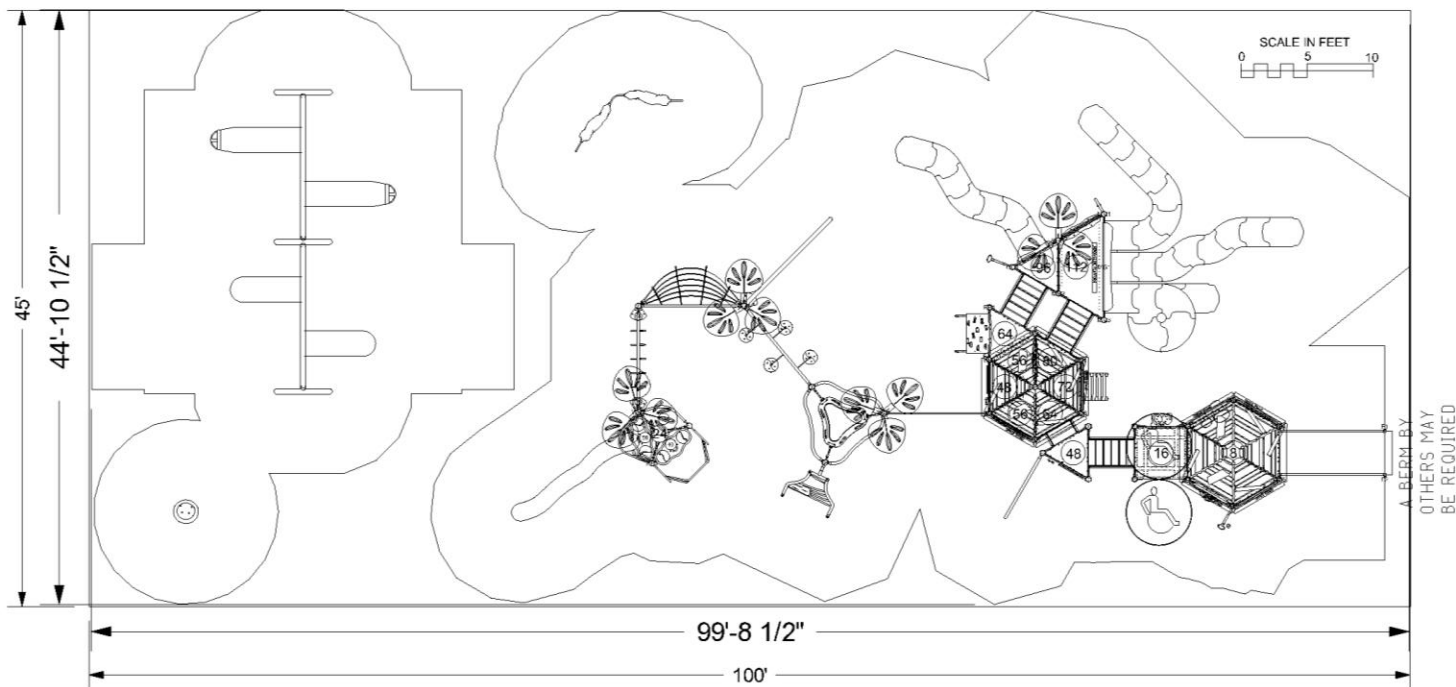 SCALE IN FEET
0 5 10
45'
44'-10 1/2"
96 112
64
56 80
48 72
56 64
48
16
8
A BERM BY
OTHERS MAY
BE REQUIRED
99'-8 1/2"
100'